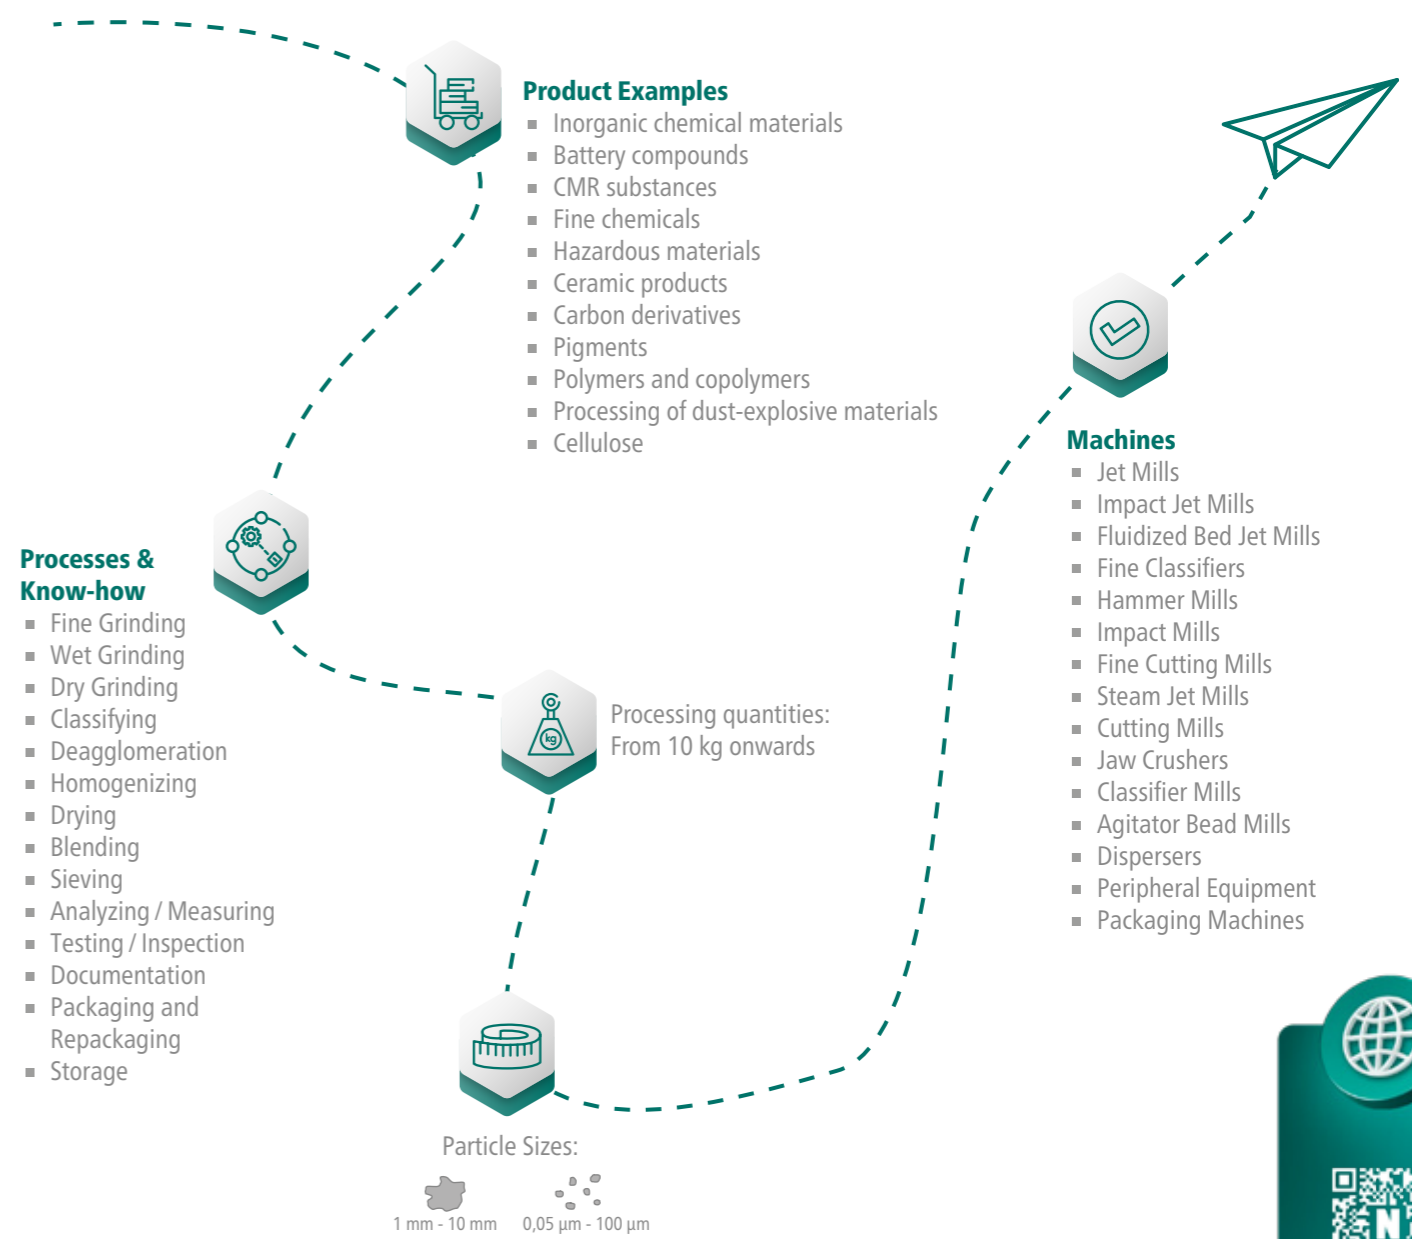 Product Examples
Inorganic chemical materials
Battery compounds
CMR substances
Fine chemicals
Hazardous materials
Ceramic products
Carbon derivatives
Pigments
Polymers and copolymers
Processing of dust-explosive materials
Cellulose
Processes &
Know-how
Fine Grinding
Wet Grinding
Dry Grinding
Classifying
Deagglomeration
Homogenizing
Drying
Blending
Sieving
Analyzing / Measuring
Testing / Inspection
Documentation
Packaging and
Repackaging
Storage
kg
Processing quantities:
From 10 kg onwards
Particle Sizes:
1 mm - 10 mm
0,05 µm - 100 µm
Machines
Jet Mills
Impact Jet Mills
Fluidized Bed Jet Mills
Fine Classifiers
Hammer Mills
Impact Mills
Fine Cutting Mills
Steam Jet Mills
Cutting Mills
Jaw Crushers
Classifier Mills
Agitator Bead Mills
Dispersers
Peripheral Equipment
Packaging Machines
N